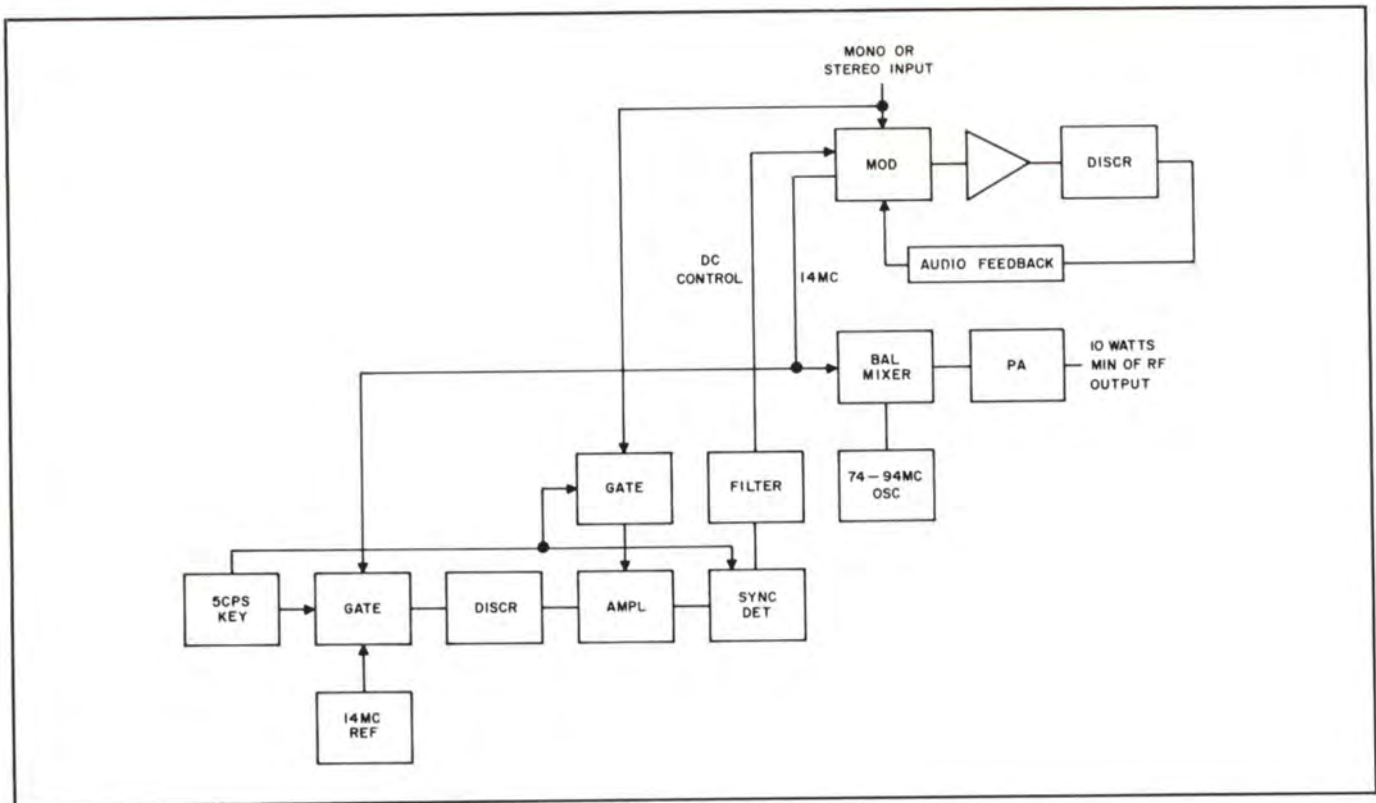 MONO OR
STEREO INPUT
MOD
DISCR
AUDIO FEEDBACK
DC
CONTROL
14MC
BAL
MIXER
PA
10 WATTS
MIN OF RF
OUTPUT
GATE
FILTER
74-94MC
OSC
5CPS
KEY
GATE
DISCR
AMPL
SYNC
DET
14MC
REF